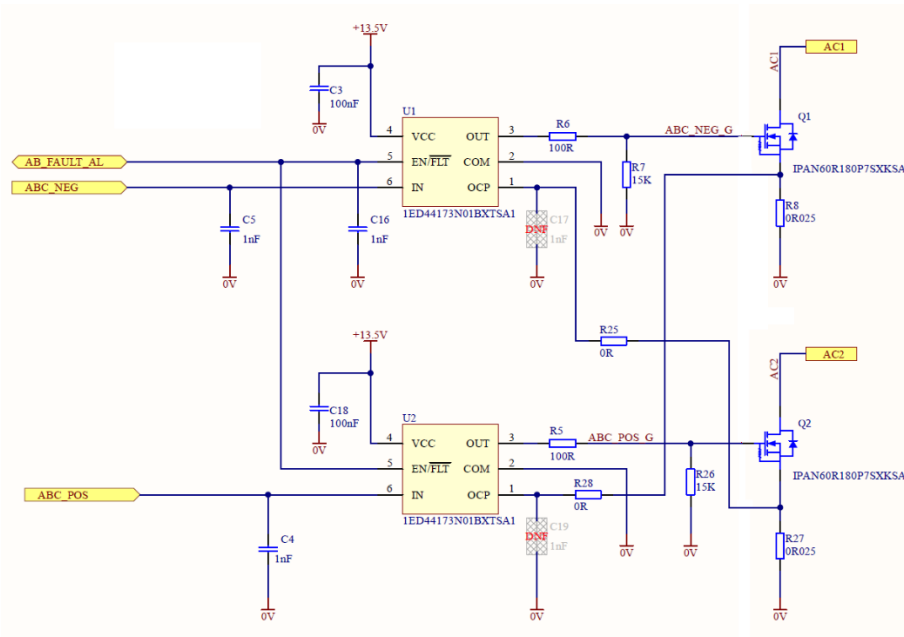 +13.5V
C3
100nF
0V
U1
4 VCC OUT 3
5 EN/FLT COM 2
6 IN OCP 1
1ED44173N01BXTSA1
AB_FAULT_AL
ABC_NEG
C5
1nF
0V
C16
1nF
0V
C17
DNF
1nF
0V
R6
100R
ABC_NEG_G
R7
15K
0V
0V
AC1
AC1
Q1
IPAN60R180P7SXKSA
R8
0R025
0V
R25
0R
+13.5V
C18
100nF
0V
U2
4 VCC OUT 3
5 EN/FLT COM 2
6 IN OCP 1
1ED44173N01BXTSA1
ABC_POS
C4
1nF
0V
C19
DNF
1nF
0V
R5
100R
ABC_POS_G
R28
0R
0V
R26
15K
0V
AC2
AC2
Q2
IPAN60R180P7SXKSA
R27
0R025
0V